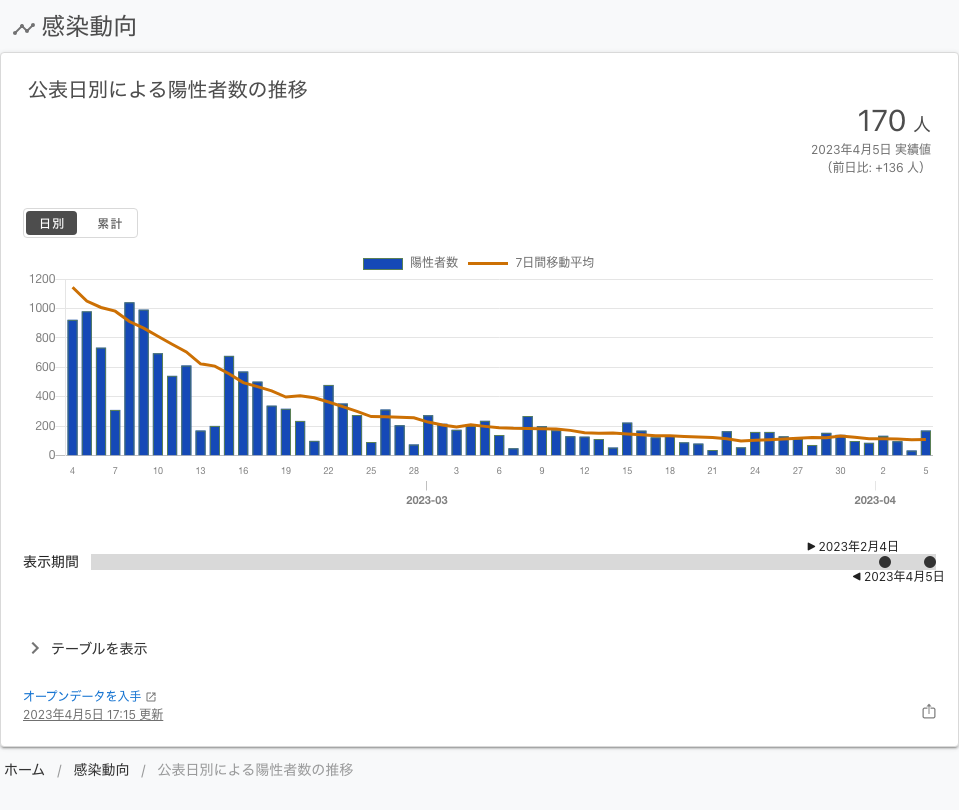 感染動向
公表日別による陽性者数の推移
170 人
2023年4月5日 実績値
（前日比: +136 人）
日別 累計
陽性者数 7日間移動平均
1200
1000
800
600
400
200
0
4 7 10 13 16 19 22 25 28 3 6 9 12 15 18 21 24 27 30 2 5
2023-03 2023-04
▶ 2023年2月4日
表示期間
◀ 2023年4月5日
テーブルを表示
オープンデータを入手
2023年4月5日 17:15 更新
ホーム / 感染動向 / 公表日別による陽性者数の推移